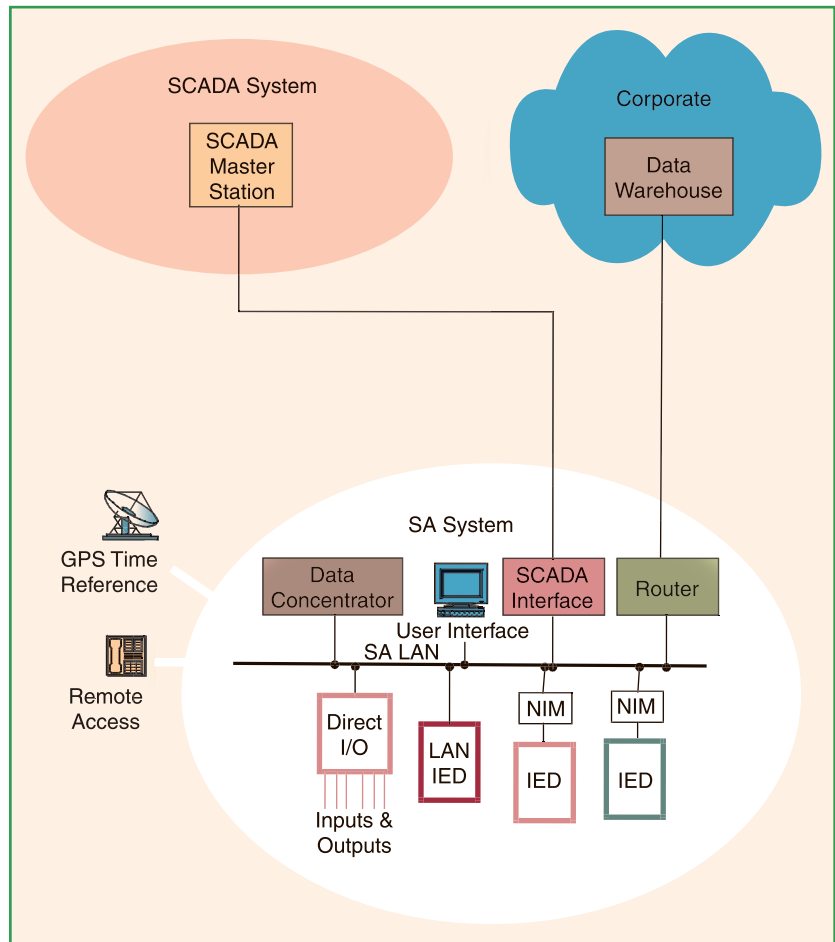 SCADA System
SCADA
Master
Station
Corporate
Data
Warehouse
SA System
GPS Time
Reference
Data
Concentrator
SCADA
Interface
Router
User Interface
SA LAN
Remote
Access
Direct
I/O
LAN
IED
NIM
IED
NIM
IED
Inputs &
Outputs